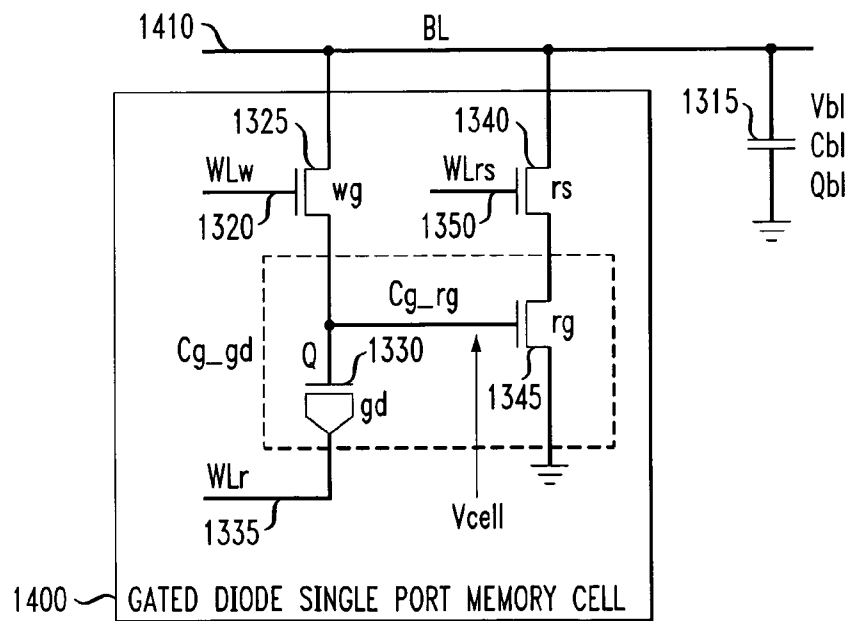 1410
BL
1325
1340
1315
Vbl
Cbl
Qbl
WLw
wg
WLrs
rs
1320
1350
Cg_rg
rg
Cg_gd
Q
1330
gd
1345
WLr
1335
Vcell
1400
GATED DIODE SINGLE PORT MEMORY CELL